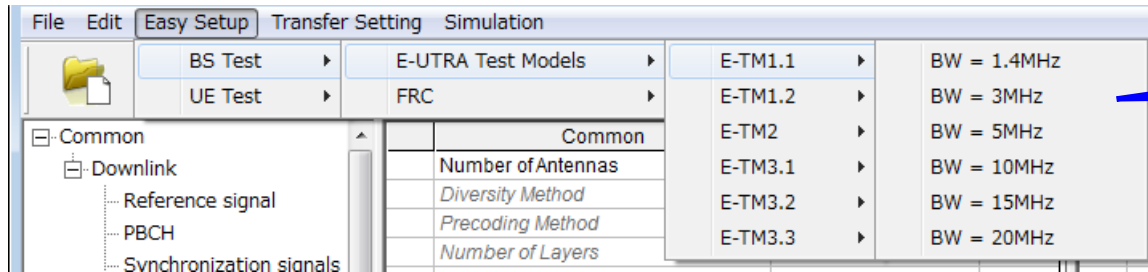 File Edit Easy Setup Transfer Setting Simulation
BS Test E-UTRA Test Models E-TM1.1 BW = 1.4MHz
UE Test FRC E-TM1.2 BW = 3MHz
Common Common E-TM2 BW = 5MHz
Downlink Number of Antennas E-TM3.1 BW = 10MHz
Reference signal Diversity Method E-TM3.2 BW = 15MHz
PBCH Precoding Method E-TM3.3 BW = 20MHz
Synchronization signals Number of Layers